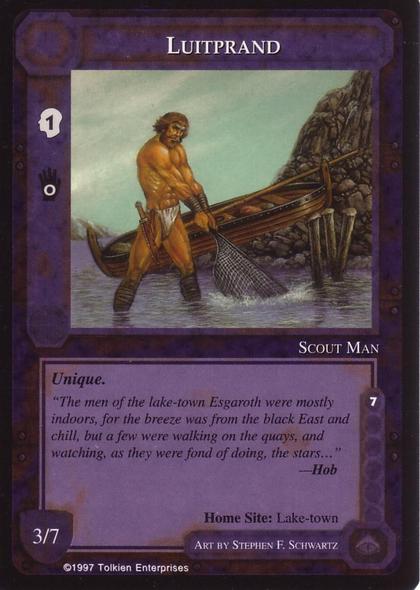 LUITPRAND
1
0
SCOUT MAN
Unique.
7
"The men of the lake-town Esgaroth were mostly
indoors, for the breeze was from the black East and
chill, but a few were walking on the quays, and
watching, as they were fond of doing, the stars…"
—Hob
Home Site: Lake-town
3/7
ART BY STEPHEN F. SCHWARTZ
©1997 Tolkien Enterprises